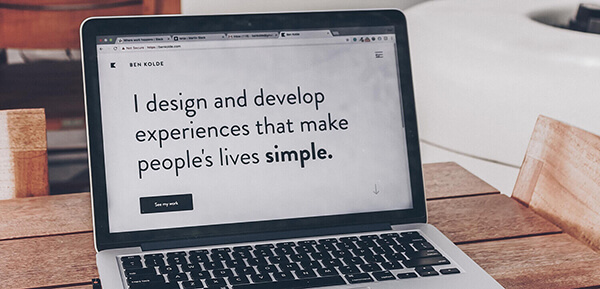 BEN KOLDE
I design and develop
experiences that make
people's lives simple.
See my work